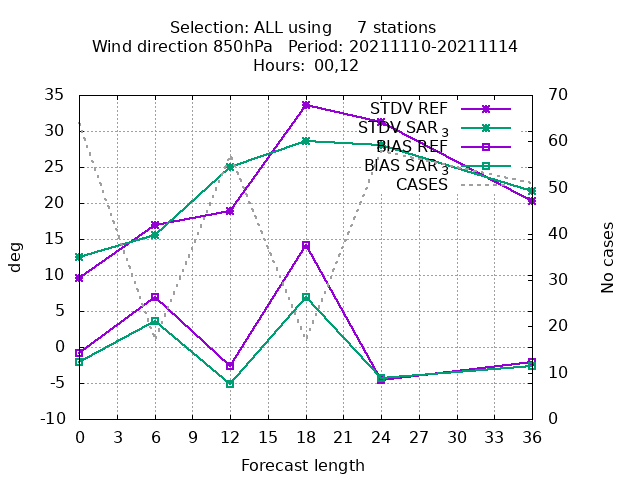 Selection: ALL using 7 stations
Wind direction 850hPa Period: 20211110-20211114
Hours: 00,12
35 70
30 60
25 50
20 40
15 30
10 20
5 10
0 0
-5
-10
deg
No cases
STDV REF
STDV SAR 3
BIAS REF
BIAS SAR 3
CASES
0 3 6 9 12 15 18 21 24 27 30 33 36
Forecast length